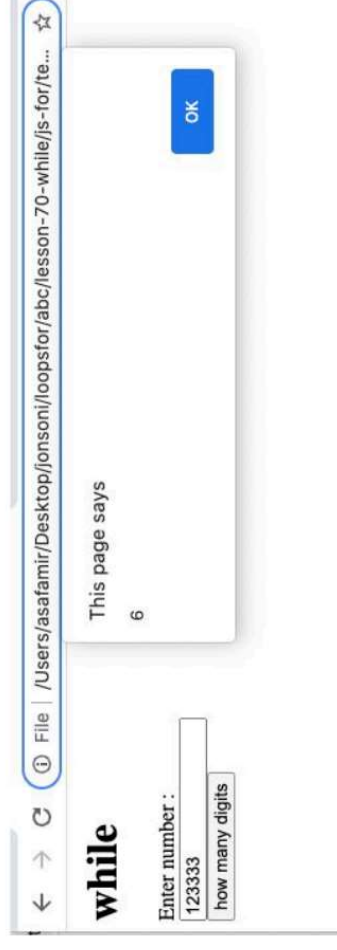 File | /Users/asafamir/Desktop/jonsoni/loopsfor/abc/lesson-70-while/js-for/te...
This page says
6
OK
while
Enter number :
123333
how many digits